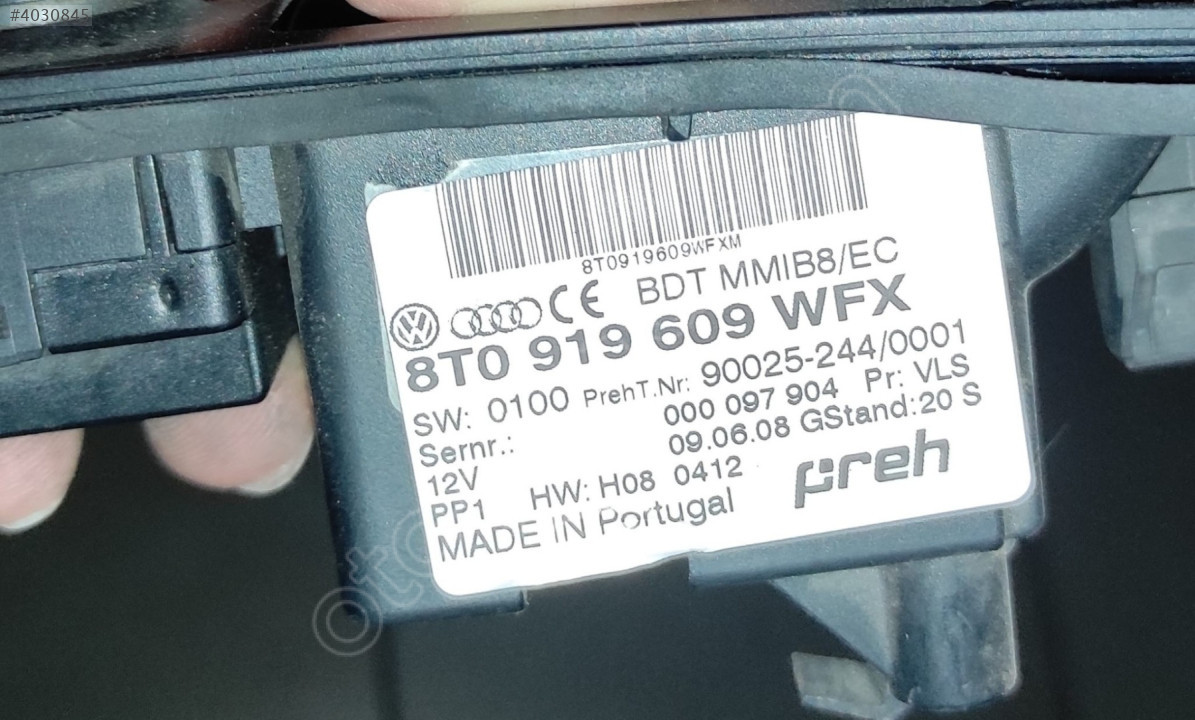 #4030845
8T0919609WFXM
BDT MMIB8/EC
8T0 919 609 WFX
SW: 0100 PrehT.Nr: 90025-244/0001
Sernr.: 000 097 904 Pr: VLS
12V 09.06.08 GStand:20 S
PP1 HW: H08 0412 preh
MADE IN Portugal